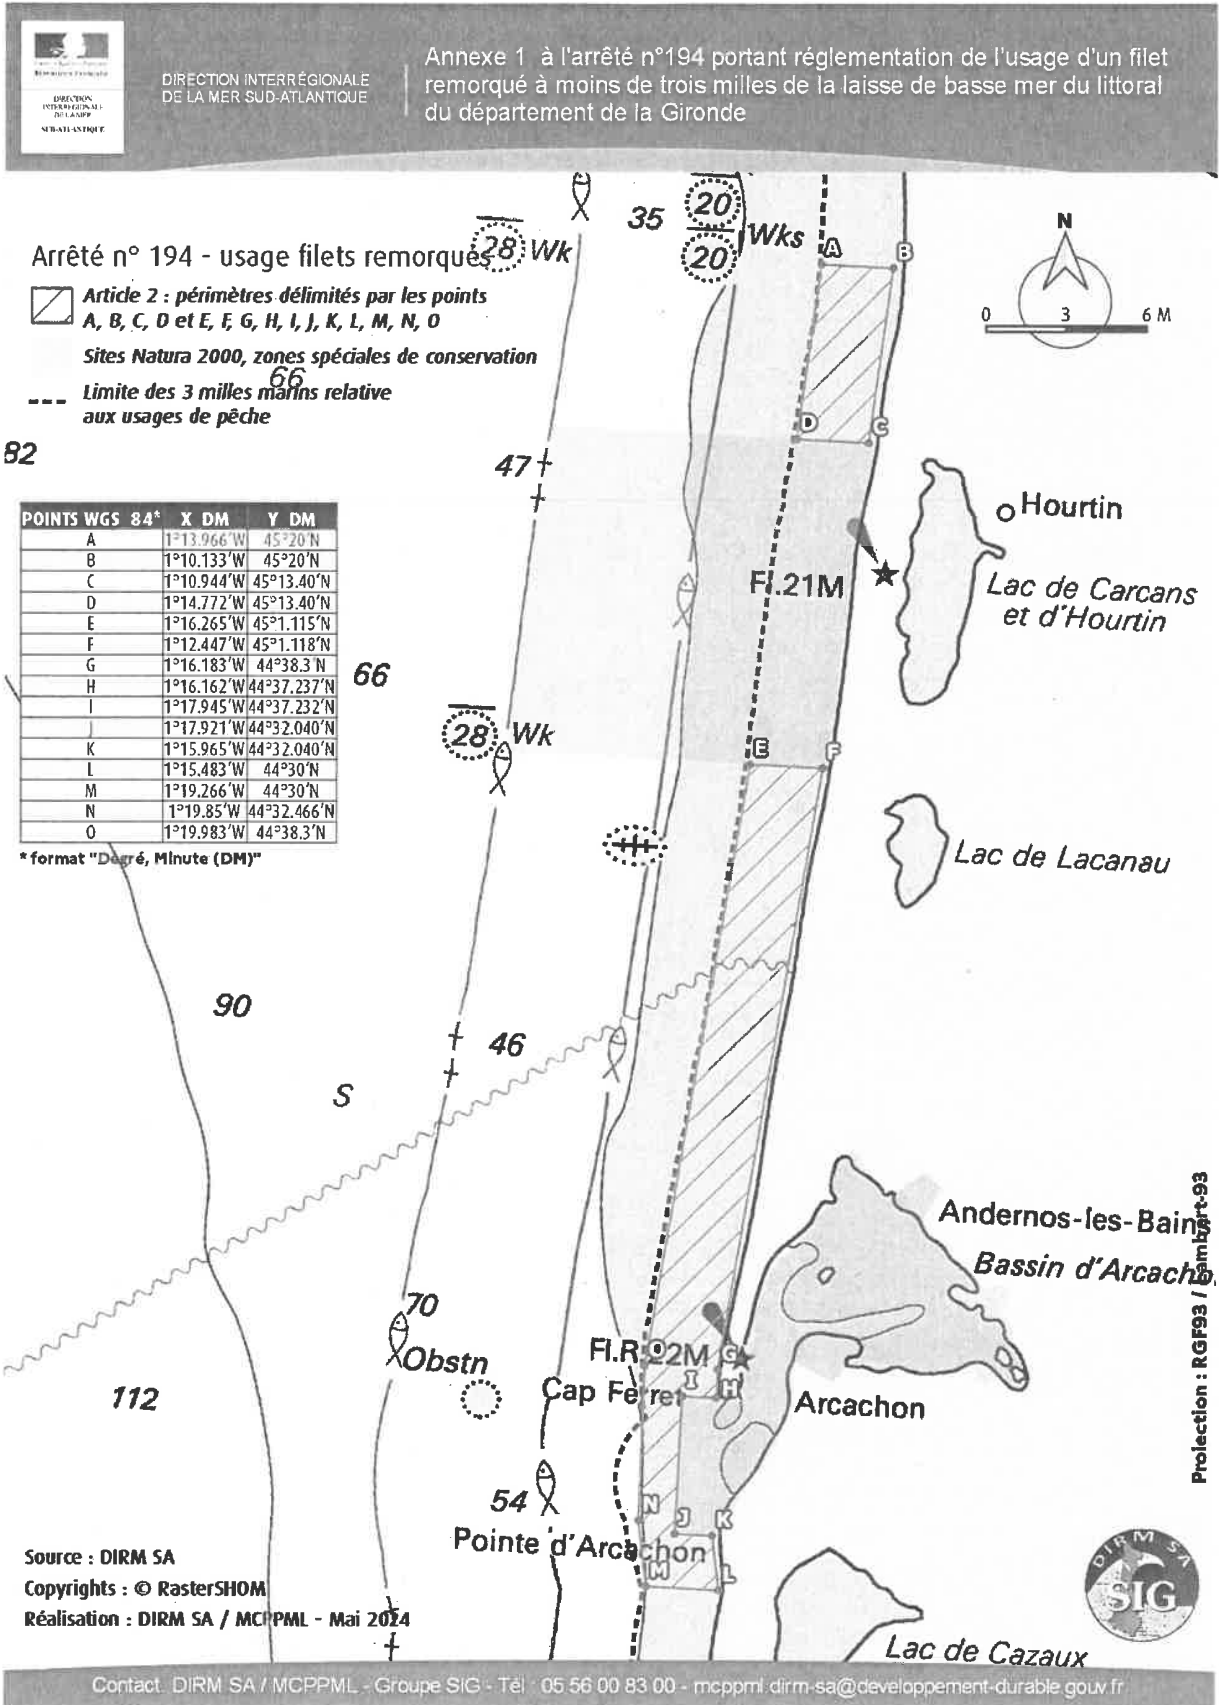 DIRECTION
INTERRÉGIONALE
DE LA MER
SUD-ATLANTIQUE
DIRECTION INTERRÉGIONALE
DE LA MER SUD-ATLANTIQUE
Annexe 1 à l'arrêté n°194 portant réglementation de l'usage d'un filet
remorqué à moins de trois milles de la laisse de basse mer du littoral
du département de la Gironde
35
20
20
Wks
28 Wk
A
B
N
0 3 6 M
Arrêté n° 194 - usage filets remorqués
Article 2 : périmètres délimités par les points
A, B, C, D et E, F, G, H, I, J, K, L, M, N, O
Sites Natura 2000, zones spéciales de conservation
66
Limite des 3 milles marins relative
aux usages de pêche
D
C
82
47
Hourtin
Fl.21M
Lac de Carcans
et d'Hourtin
POINTS WGS 84* X DM Y DM
A 1°13.966'W 45°20'N
B 1°10.133'W 45°20'N
C 1°10.944'W 45°13.40'N
D 1°14.772'W 45°13.40'N
E 1°16.265'W 45°1.115'N
F 1°12.447'W 45°1.118'N
G 1°16.183'W 44°38.3'N
H 1°16.162'W 44°37.237'N
I 1°17.945'W 44°37.232'N
J 1°17.921'W 44°32.040'N
K 1°15.965'W 44°32.040'N
L 1°15.483'W 44°30'N
M 1°19.266'W 44°30'N
N 1°19.85'W 44°32.466'N
O 1°19.983'W 44°38.3'N
* format "Degré, Minute (DM)"
66
28 Wk
E
F
Lac de Lacanau
90
46
S
Andernos-les-Bains
Bassin d'Arcacho
Projection : RGF93 / Lambert-93
70
Obstn
Fl.R
O
22M
G
Cap Ferret
I
H
Arcachon
112
54
N
J
K
Pointe d'Arcachon
M
L
Source : DIRM SA
Copyrights : © RasterSHOM
Réalisation : DIRM SA / MCPPML - Mai 2024
DIRM SA
SIG
Lac de Cazaux
Contact DIRM SA / MCPPML - Groupe SIG - Tél : 05 56 00 83 00 - mcppml.dirm-sa@developpement-durable.gouv.fr